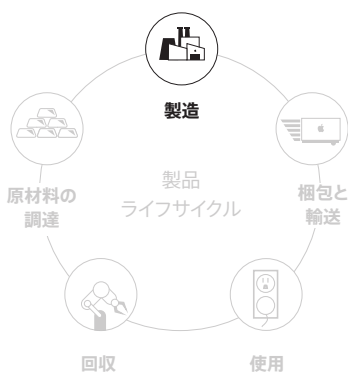 製造
原材料の
調達
製品
ライフサイクル
梱包と
輸送
回収
使用